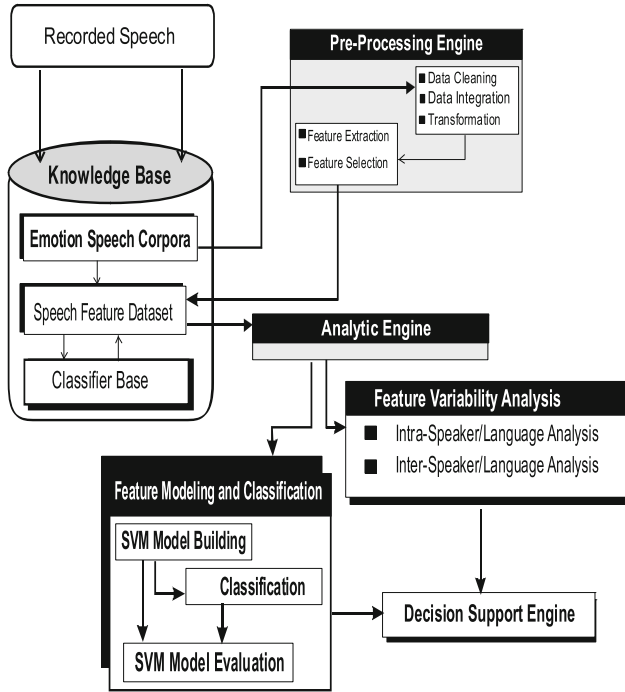 Recorded Speech
Pre-Processing Engine
Data Cleaning
Data Integration
Transformation
Feature Extraction
Feature Selection
Knowledge Base
Emotion Speech Corpora
Speech Feature Dataset
Classifier Base
Analytic Engine
Feature Variability Analysis
Intra-Speaker/Language Analysis
Inter-Speaker/Language Analysis
Feature Modeling and Classification
SVM Model Building
Classification
SVM Model Evaluation
Decision Support Engine